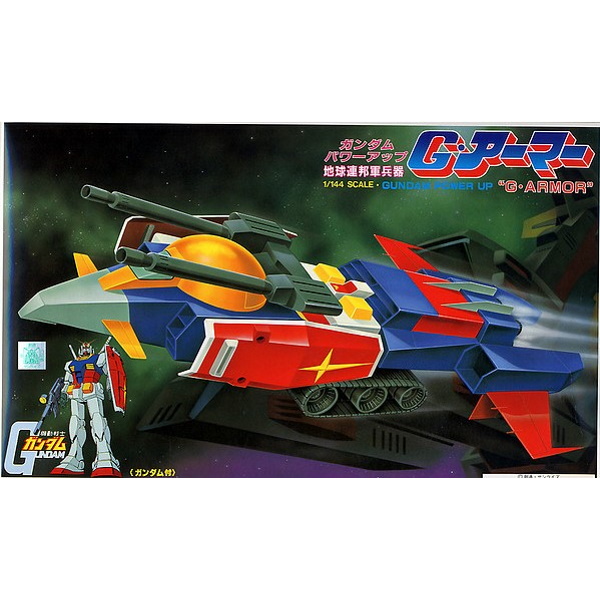 ガンダム
パワーアップ
G・アーマー
地球連邦軍兵器
1/144 SCALE・GUNDAM POWER UP "G・ARMOR"
機動戦士
ガンダム
GUNDAM
(ガンダム付)